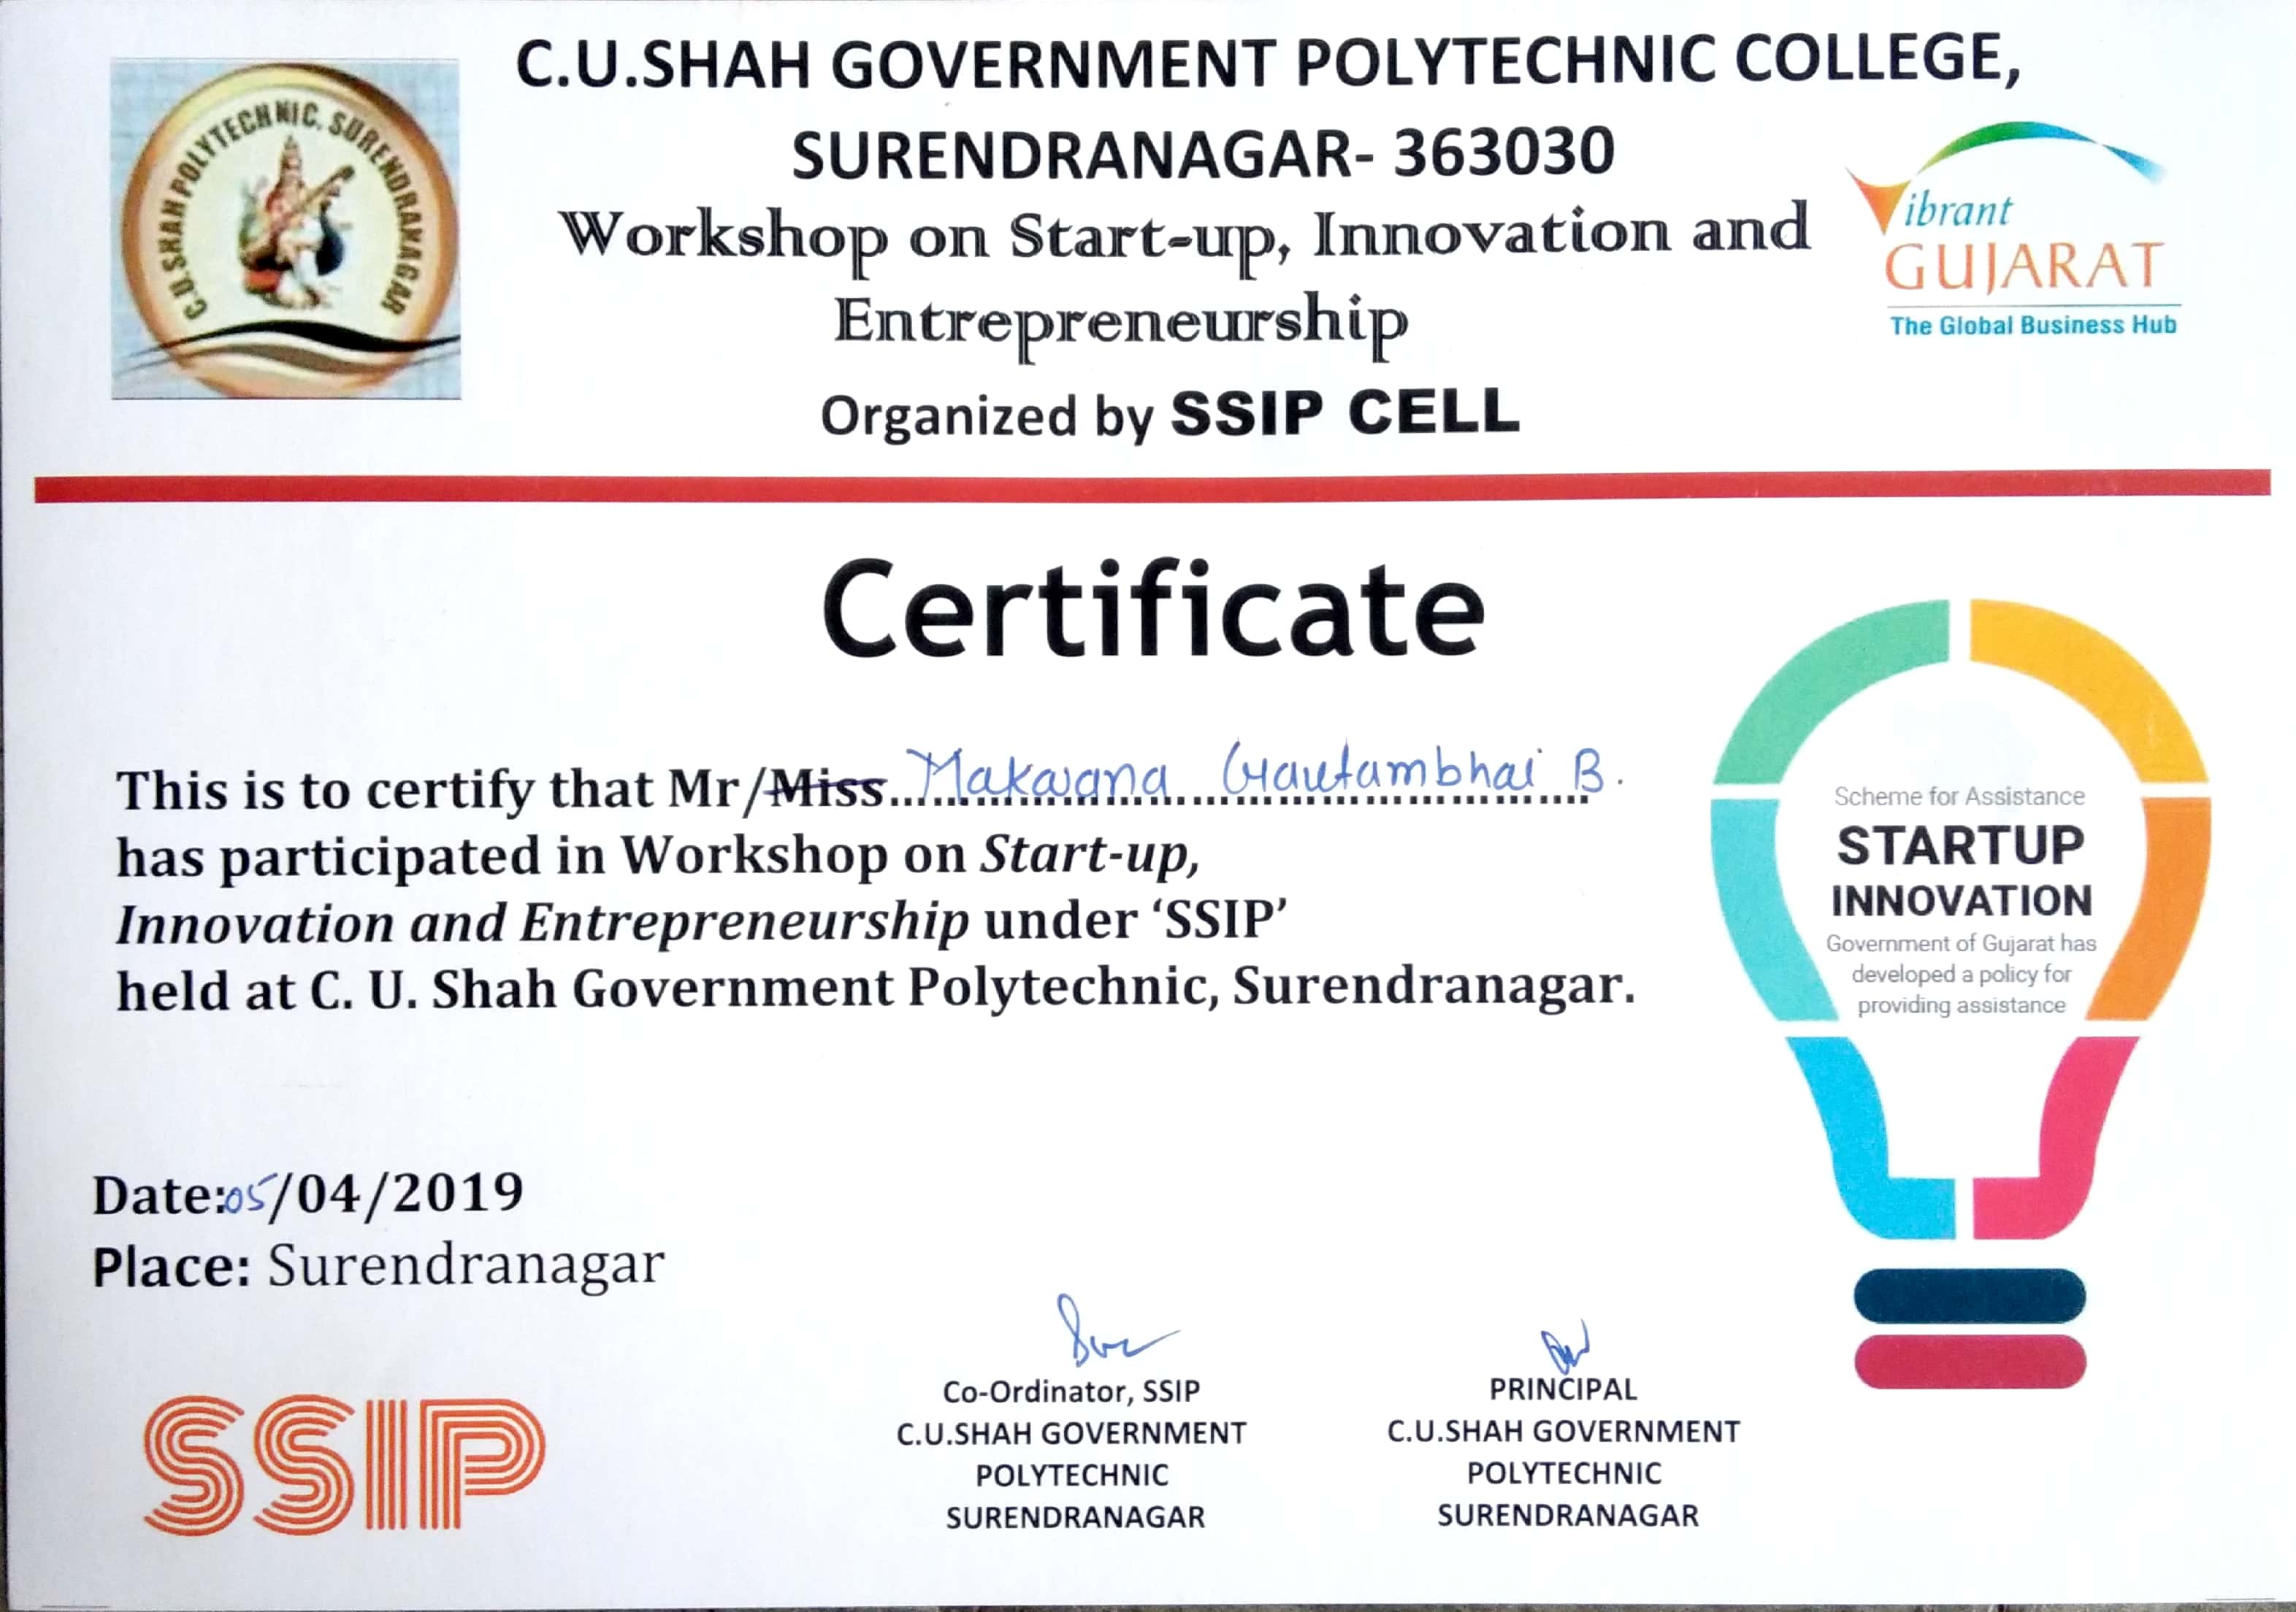 C.U.SHAH GOVERNMENT POLYTECHNIC COLLEGE,
SURENDRANAGAR- 363030
Workshop on Start-up, Innovation and
Entrepreneurship
Organized by SSIP CELL
C.U.SHAH POLYTECHNIC. SURENDRANAGAR
Vibrant
GUJARAT
The Global Business Hub
Certificate
This is to certify that Mr/Miss Makwana Gautambhai B.
has participated in Workshop on Start-up,
Innovation and Entrepreneurship under ‘SSIP’
held at C. U. Shah Government Polytechnic, Surendranagar.
Scheme for Assistance
STARTUP
INNOVATION
Government of Gujarat has
developed a policy for
providing assistance
Date:05/04/2019
Place: Surendranagar
SSIP
Co-Ordinator, SSIP
C.U.SHAH GOVERNMENT
POLYTECHNIC
SURENDRANAGAR
PRINCIPAL
C.U.SHAH GOVERNMENT
POLYTECHNIC
SURENDRANAGAR